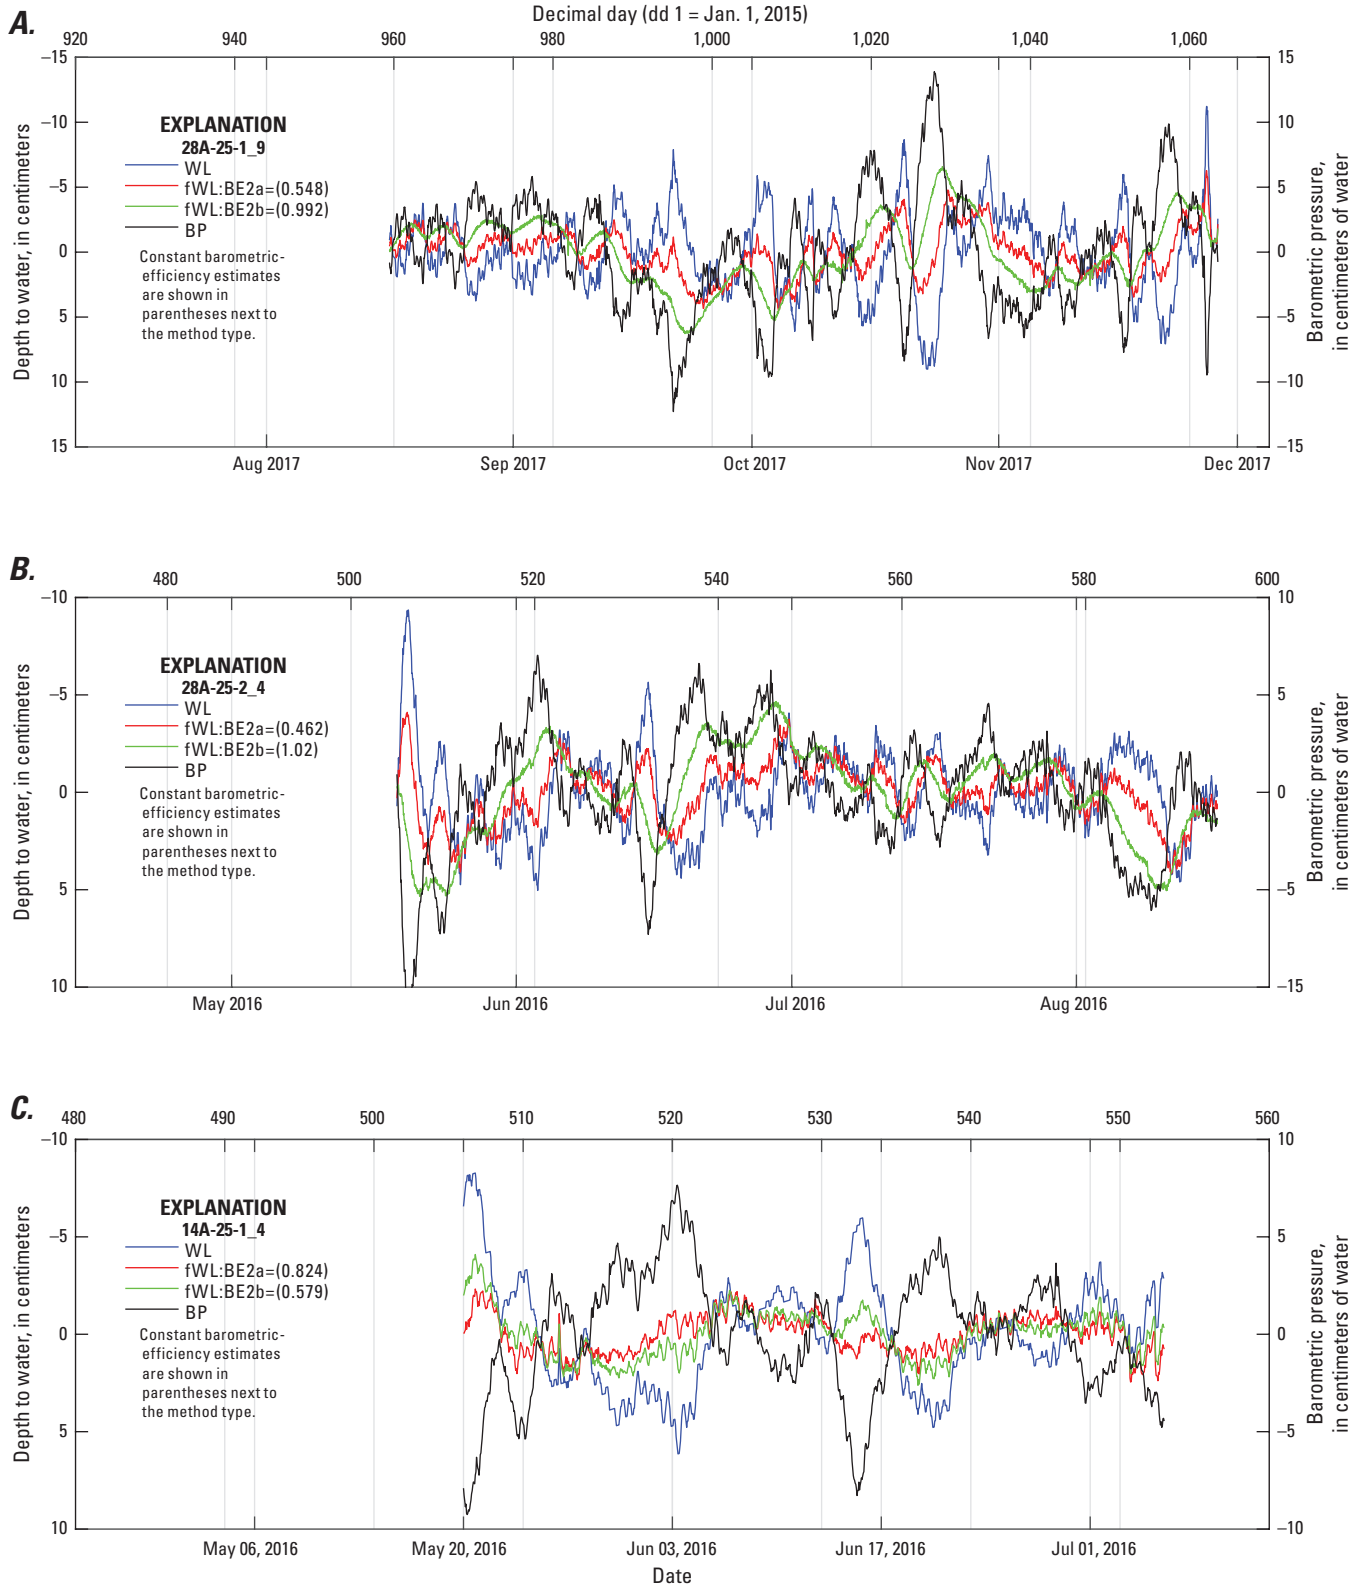 A.
Decimal day (dd 1 = Jan. 1, 2015)
920 940 960 980 1,000 1,020 1,040 1,060
–15 –10 –5 0 5 10 15
Depth to water, in centimeters
EXPLANATION
28A-25-1_9
WL
fWL:BE2a=(0.548)
fWL:BE2b=(0.992)
BP
Constant barometric-
efficiency estimates
are shown in
parentheses next to
the method type.
15 10 5 0 –5 –10 –15
Barometric pressure,
in centimeters of water
Aug 2017 Sep 2017 Oct 2017 Nov 2017 Dec 2017
B.
480 500 520 540 560 580 600
–10 –5 0 5 10
Depth to water, in centimeters
EXPLANATION
28A-25-2_4
WL
fWL:BE2a=(0.462)
fWL:BE2b=(1.02)
BP
Constant barometric-
efficiency estimates
are shown in
parentheses next to
the method type.
10 5 0 –5 –15
Barometric pressure,
in centimeters of water
May 2016 Jun 2016 Jul 2016 Aug 2016
C.
480 490 500 510 520 530 540 550 560
–10 –5 0 5 10
Depth to water, in centimeters
EXPLANATION
14A-25-1_4
WL
fWL:BE2a=(0.824)
fWL:BE2b=(0.579)
BP
Constant barometric-
efficiency estimates
are shown in
parentheses next to
the method type.
10 5 0 –5 –10
Barometric pressure,
in centimeters of water
May 06, 2016 May 20, 2016 Jun 03, 2016 Jun 17, 2016 Jul 01, 2016
Date